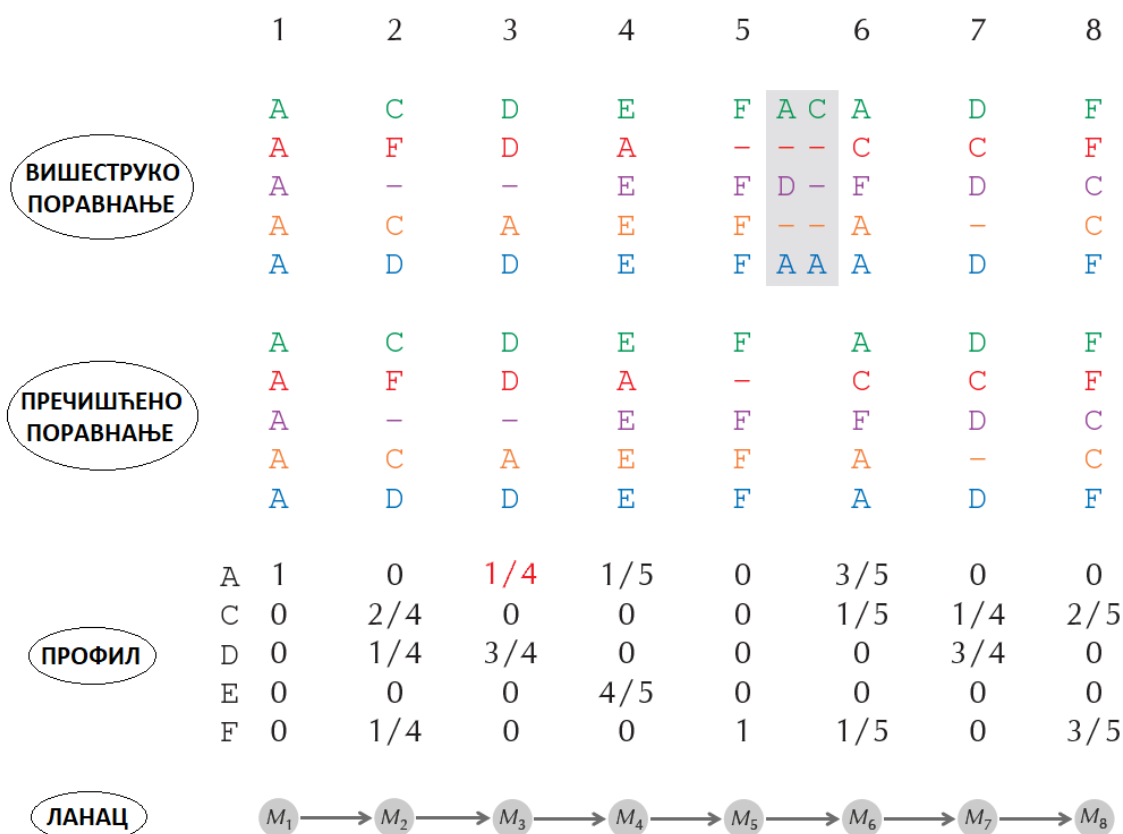 1 2 3 4 5 6 7 8
ВИШЕСТРУКО ПОРАВНАЊЕ
A C D E F A C A D F
A F D A - - - C C F
A - - E F D - F D C
A C A E F - - A - C
A D D E F A A A D F
ПРЕЧИШЋЕНО ПОРАВНАЊЕ
A C D E F A D F
A F D A - C C F
A - - E F F D C
A C A E F A - C
A D D E F A D F
ПРОФИЛ
A 1 0 1/4 1/5 0 3/5 0 0
C 0 2/4 0 0 0 1/5 1/4 2/5
D 0 1/4 3/4 0 0 0 3/4 0
E 0 0 0 4/5 0 0 0 0
F 0 1/4 0 0 1 1/5 0 3/5
ЛАНАЦ M1 M2 M3 M4 M5 M6 M7 M8